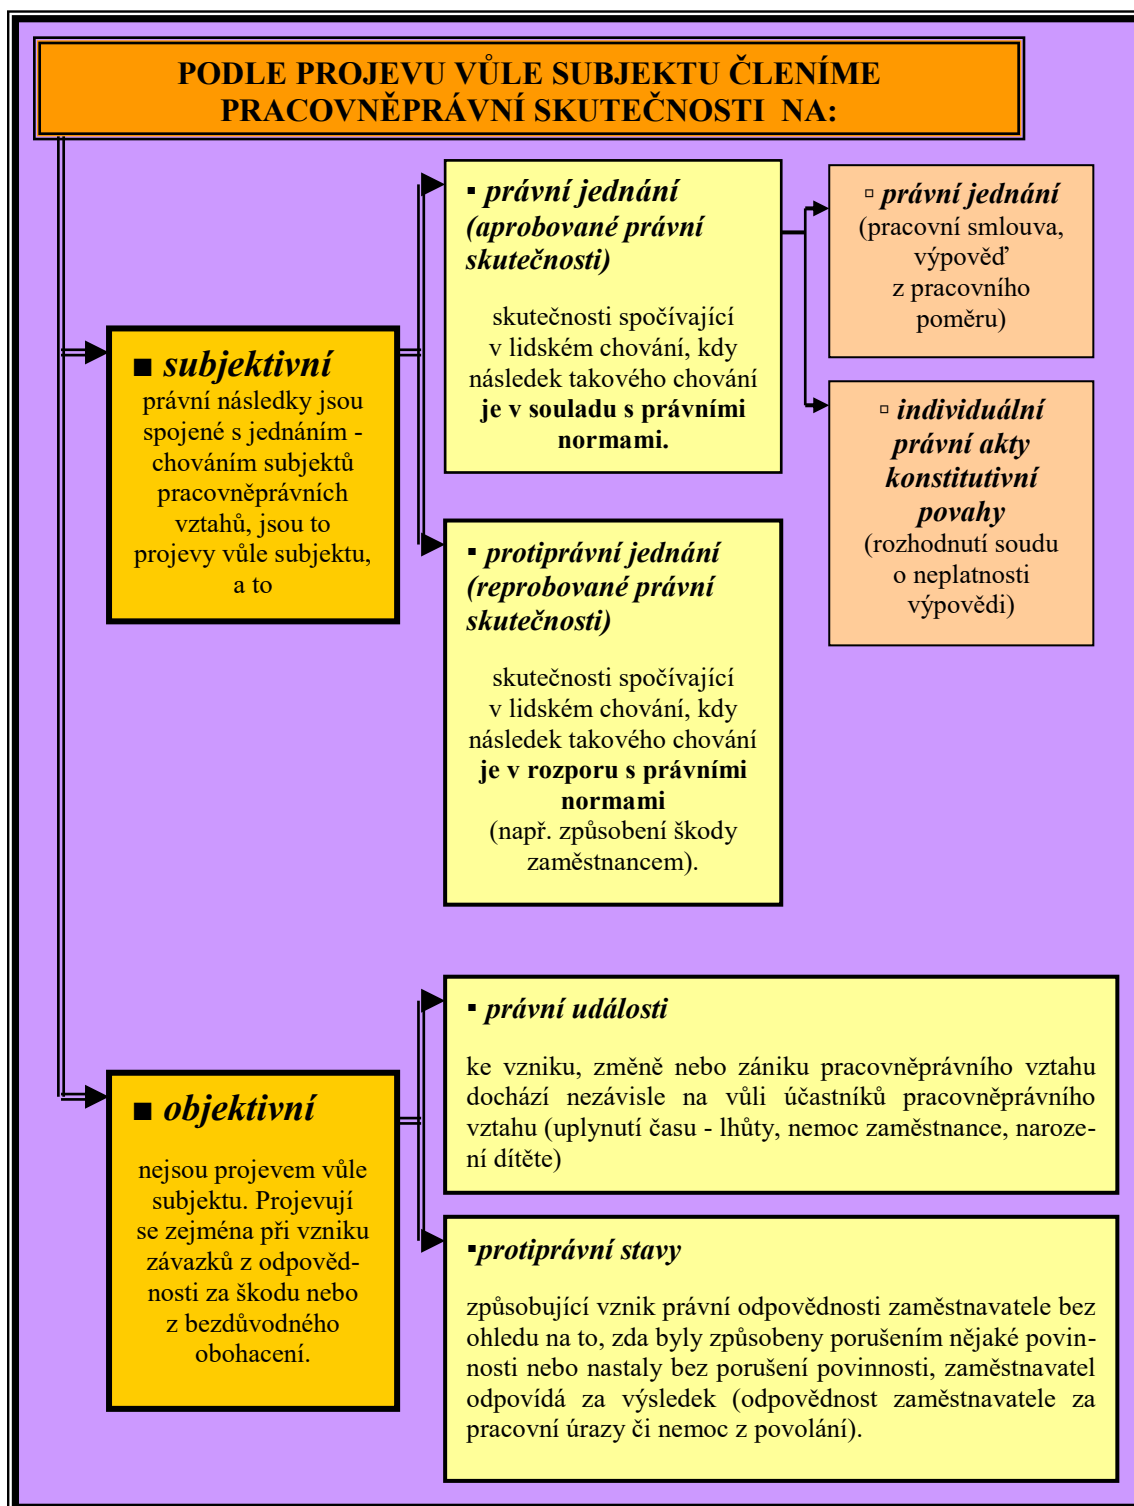 PODLE PROJEVU VŮLE SUBJEKTU ČLENÍME
PRACOVNĚPRÁVNÍ SKUTEČNOSTI NA:
■ subjektivní
právní následky jsou
spojené s jednáním -
chováním subjektů
pracovněprávních
vztahů, jsou to
projevy vůle subjektu,
a to
▪ právní jednání
(aprobované právní
skutečnosti)
skutečnosti spočívající
v lidském chování, kdy
následek takového chování
je v souladu s právními
normami.
▫ právní jednání
(pracovní smlouva,
výpověď
z pracovního
poměru)
▫ individuální
právní akty
konstitutivní
povahy
(rozhodnutí soudu
o neplatnosti
výpovědi)
▪ protiprávní jednání
(reprobované právní
skutečnosti)
skutečnosti spočívající
v lidském chování, kdy
následek takového chování
je v rozporu s právními
normami
(např. způsobení škody
zaměstnancem).
■ objektivní
nejsou projevem vůle
subjektu. Projevují
se zejména při vzniku
závazků z odpověd-
nosti za škodu nebo
z bezdůvodného
obohacení.
▪ právní události
ke vzniku, změně nebo zániku pracovněprávního vztahu
dochází nezávisle na vůli účastníků pracovněprávního
vztahu (uplynutí času - lhůty, nemoc zaměstnance, naroze-
ní dítěte)
▪protiprávní stavy
způsobující vznik právní odpovědnosti zaměstnavatele bez
ohledu na to, zda byly způsobeny porušením nějaké povin-
nosti nebo nastaly bez porušení povinnosti, zaměstnavatel
odpovídá za výsledek (odpovědnost zaměstnavatele za
pracovní úrazy či nemoc z povolání).